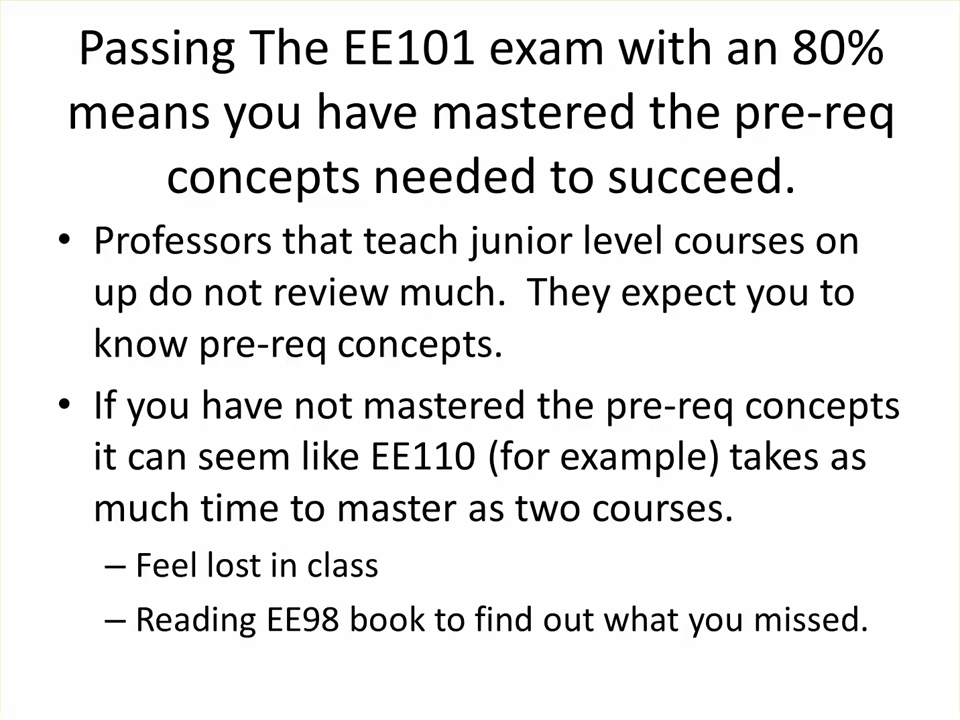 Passing The EE101 exam with an 80%
means you have mastered the pre-req
concepts needed to succeed.
• Professors that teach junior level courses on
up do not review much.  They expect you to
know pre-req concepts.
• If you have not mastered the pre-req concepts
it can seem like EE110 (for example) takes as
much time to master as two courses.
– Feel lost in class
– Reading EE98 book to find out what you missed.